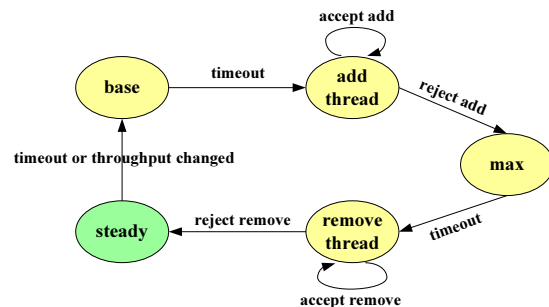 accept add
timeout
base
add
thread
reject add
timeout or throughput changed
max
steady
reject remove
remove
thread
timeout
accept remove